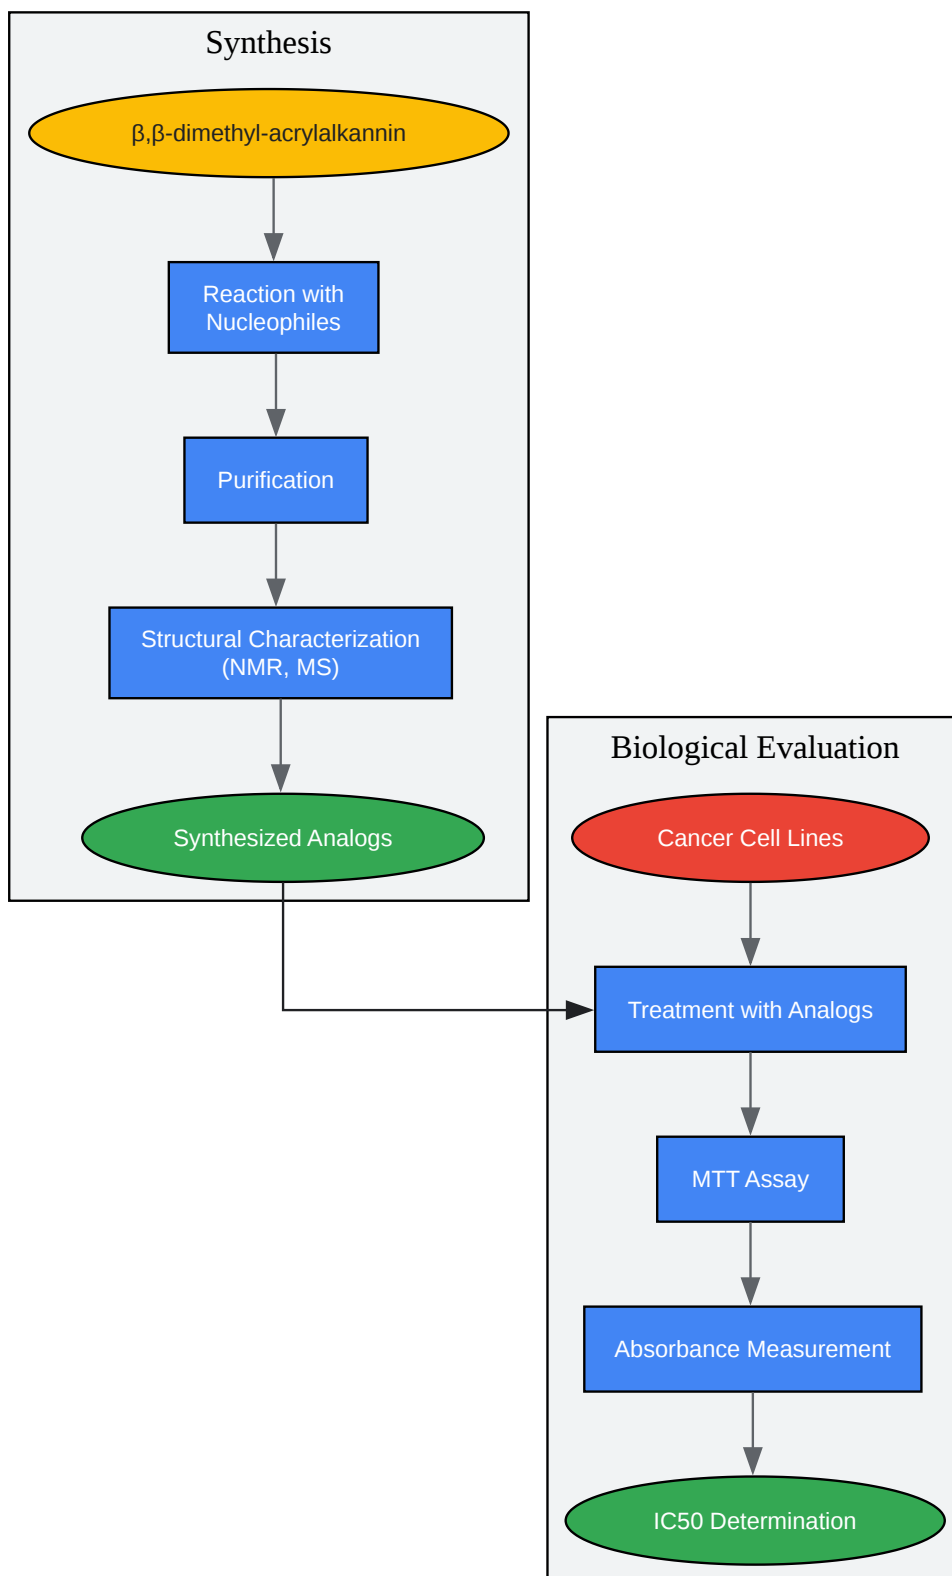 Synthesis
β,β-dimethyl-acrylalkannin
Reaction with
Nucleophiles
Purification
Structural Characterization
(NMR, MS)
Synthesized Analogs
Biological Evaluation
Cancer Cell Lines
Treatment with Analogs
MTT Assay
Absorbance Measurement
IC50 Determination